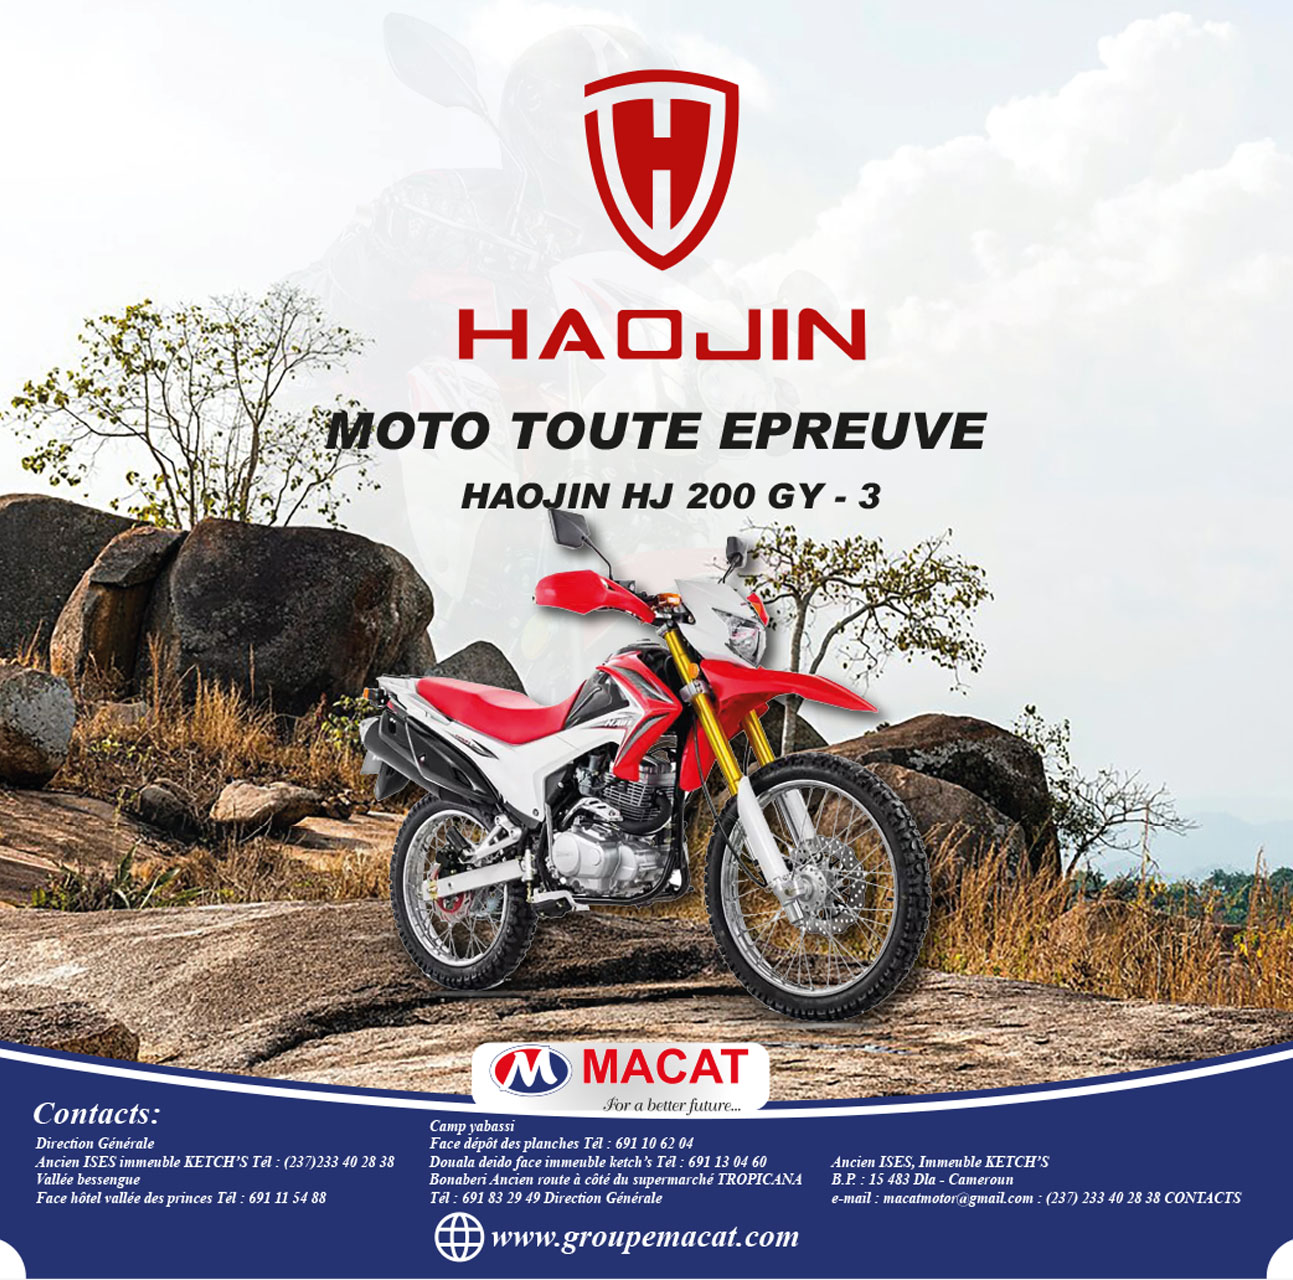 H
HAOJIN
MOTO TOUTE EPREUVE
HAOJIN HJ 200 GY - 3
M MACAT
For a better future...
Contacts:
Direction Générale
Ancien ISES immeuble KETCH'S Tél : (237)233 40 28 38
Vallée bessengue
Face hôtel vallée des princes Tél : 691 11 54 88
Camp yabassi
Face dépôt des planches Tél : 691 10 62 04
Douala deido face immeuble ketch's Tél : 691 13 04 60
Bonaberi Ancien route à côté du supermarché TROPICANA
Tél : 691 83 29 49 Direction Générale
Ancien ISES, Immeuble KETCH'S
B.P. : 15 483 Dla - Cameroun
e-mail : macatmotor@gmail.com : (237) 233 40 28 38 CONTACTS
www.groupemacat.com